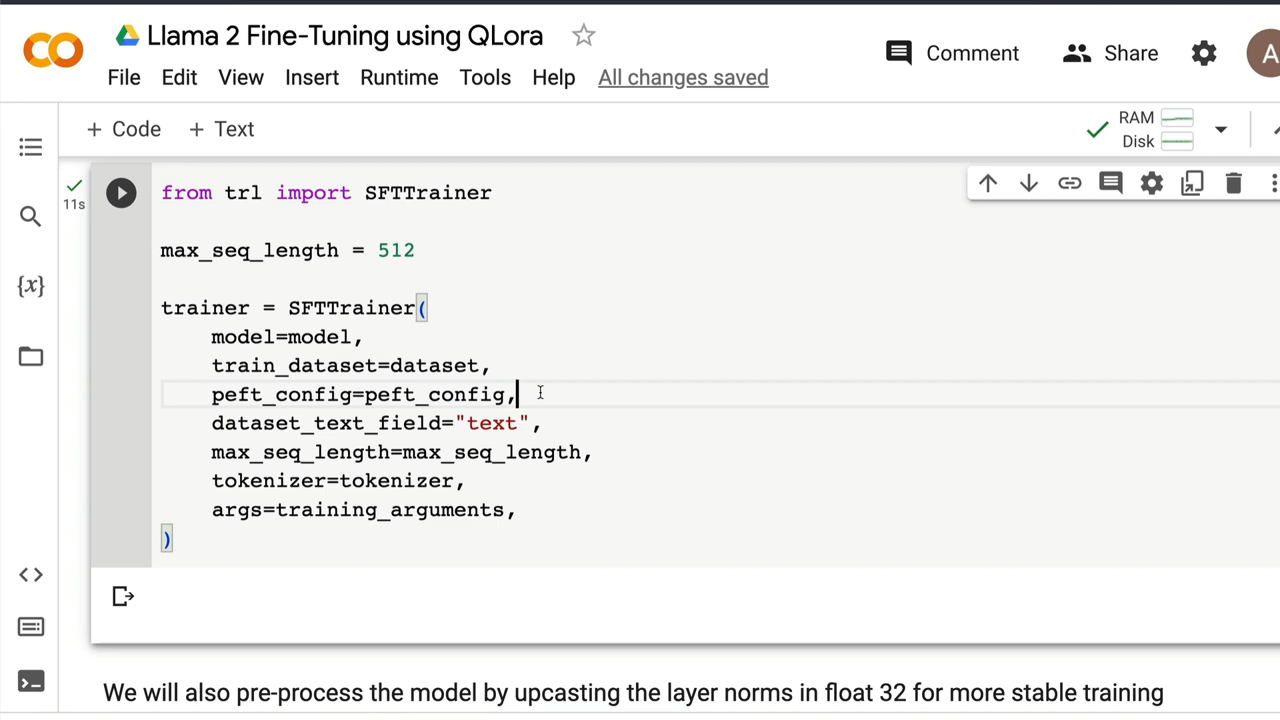 Llama 2 Fine-Tuning using QLora
Comment
Share
A
File Edit View Insert Runtime Tools Help All changes saved
+ Code + Text
RAM
Disk
11s
from trl import SFTTrainer
max_seq_length = 512
trainer = SFTTrainer(
model=model,
train_dataset=dataset,
peft_config=peft_config,
dataset_text_field="text",
max_seq_length=max_seq_length,
tokenizer=tokenizer,
args=training_arguments,
)
{x}
We will also pre-process the model by upcasting the layer norms in float 32 for more stable training